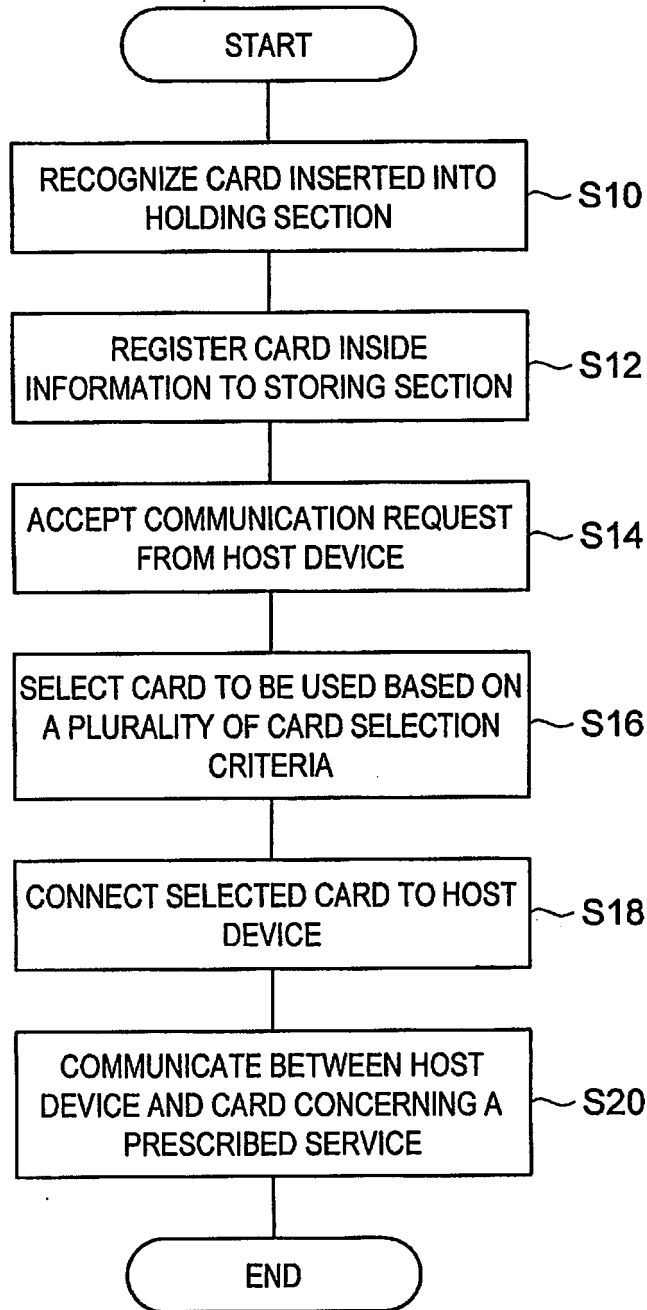 START
RECOGNIZE CARD INSERTED INTO
HOLDING SECTION
S10
REGISTER CARD INSIDE
INFORMATION TO STORING SECTION
S12
ACCEPT COMMUNICATION REQUEST
FROM HOST DEVICE
S14
SELECT CARD TO BE USED BASED ON
A PLURALITY OF CARD SELECTION
CRITERIA
S16
CONNECT SELECTED CARD TO HOST
DEVICE
S18
COMMUNICATE BETWEEN HOST
DEVICE AND CARD CONCERNING A
PRESCRIBED SERVICE
S20
END